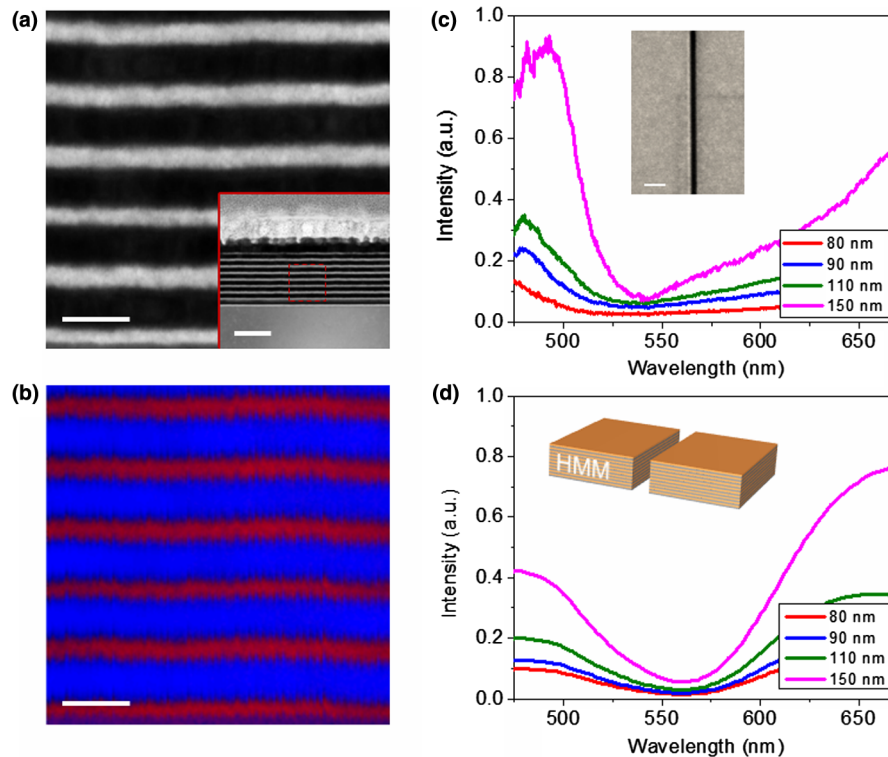 (a)
(c)
1.0
0.8
0.6
0.4
0.2
0.0
Intensity (a.u.)
80 nm
90 nm
110 nm
150 nm
500
550
600
650
Wavelength (nm)
(b)
(d)
1.0
0.8
0.6
0.4
0.2
0.0
Intensity (a.u.)
HMM
80 nm
90 nm
110 nm
150 nm
500
550
600
650
Wavelength (nm)